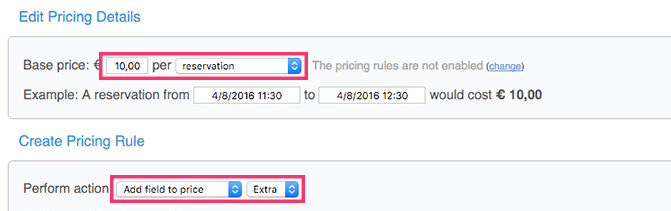 Edit Pricing Details
Base price: € 10,00 per reservation The pricing rules are not enabled (change)
Example: A reservation from 4/8/2016 11:30 to 4/8/2016 12:30 would cost € 10,00
Create Pricing Rule
Perform action Add field to price Extra